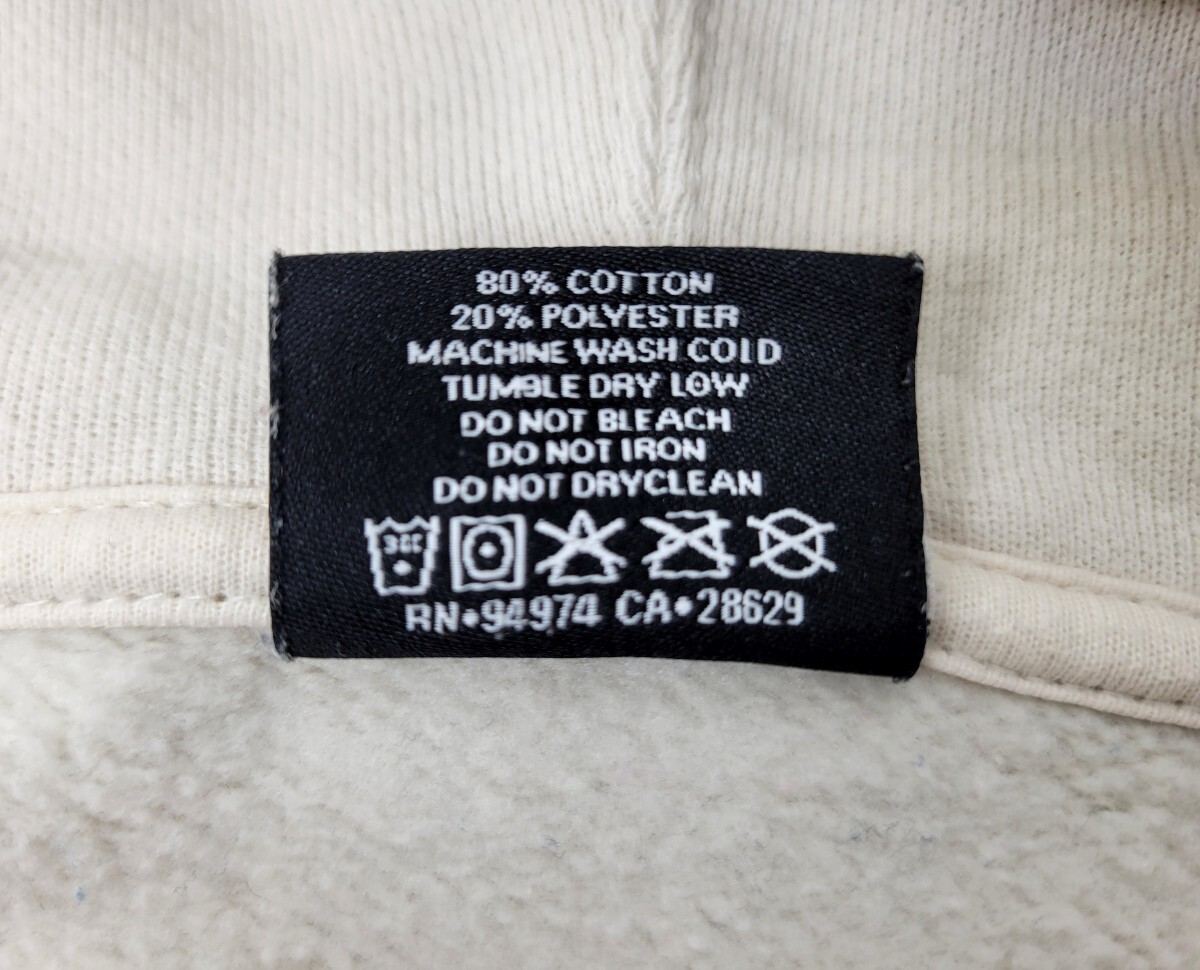 80% COTTON
20% POLYESTER
MACHINE WASH COLD
TUMBLE DRY LOW
DO NOT BLEACH
DO NOT IRON
DO NOT DRYCLEAN
RN•94974 CA•28629